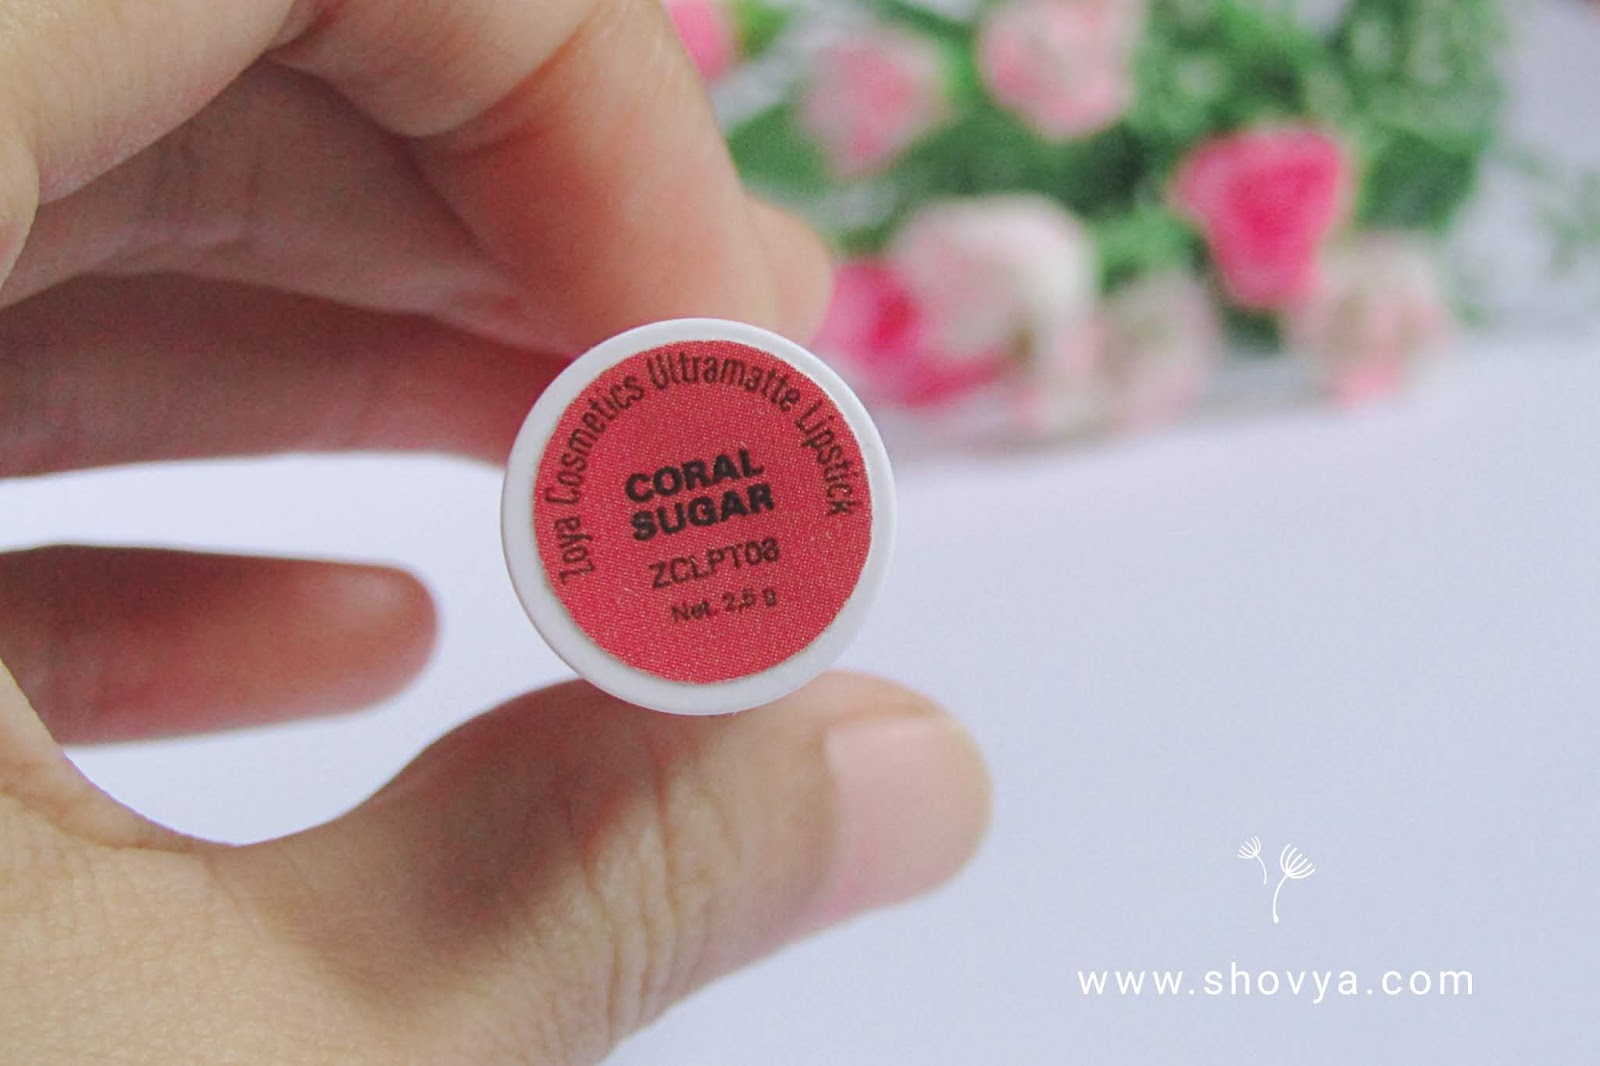 Zoya Cosmetics Ultramatte Lipstick
CORAL
SUGAR
ZCLPT08
Net. 2,5 g
www.shovya.com